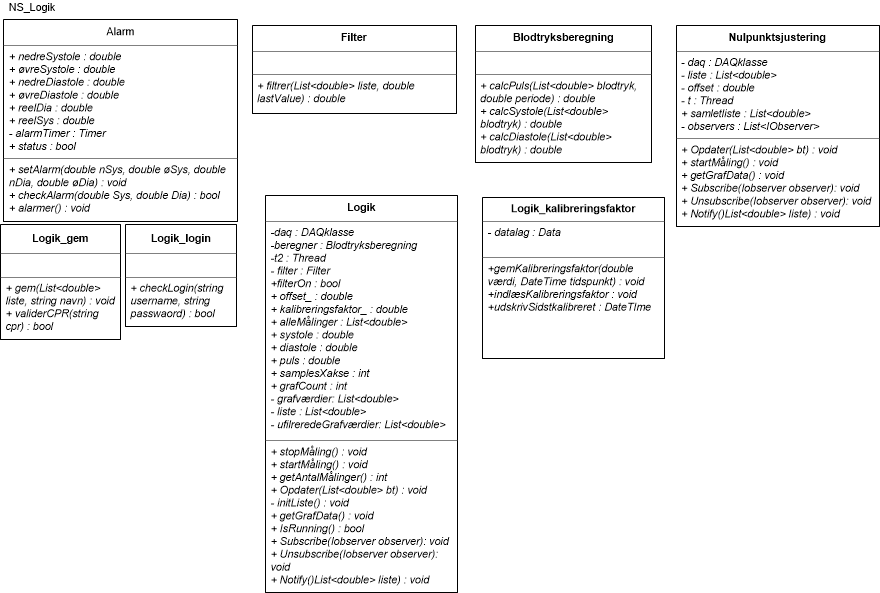 NS_Logik
Alarm
+ nedreSystole : double
+ øvreSystole : double
+ nedreDiastole : double
+ øvreDiastole : double
+ reelDia : double
+ reelSys : double
- alarmTimer : Timer
+ status : bool
+ setAlarm(double nSys, double øSys, double
nDia, double øDia) : void
+ checkAlarm(double Sys, double Dia) : bool
+ alarmer() : void
Filter
+ filtrer(List<double> liste, double
lastValue) : double
Blodtryksberegning
+ calcPuls(List<double> blodtryk,
double periode) : double
+ calcSystole(List<double>
blodtryk) : double
+ calcDiastole(List<double>
blodtryk) : double
Nulpunktsjustering
- daq : DAQklasse
- liste : List<double>
- offset : double
- t : Thread
+ samletliste : List<double>
- observers : List<IObserver>
+ Opdater(List<double> bt) : void
+ startMåling() : void
+ getGrafData() : void
+ Subscribe(Iobserver observer): void
+ Unsubscribe(Iobserver observer): void
+ Notify()List<double> liste) : void
Logik_gem
+ gem(List<double>
liste, string navn) : void
+ validerCPR(string
cpr) : bool
Logik_login
+ checkLogin(string
username, string
passwaord) : bool
Logik
-daq : DAQklasse
-beregner : Blodtryksberegning
-t2 : Thread
- filter : Filter
+filterOn : bool
+ offset_ : double
+ kalibreringsfaktor_ : double
+ alleMålinger : List<double>
+ systole : double
+ diastole : double
+ puls : double
+ samplesXakse : int
+ grafCount : int
- grafværdier: List<double>
- liste : List<double>
- ufilreredeGrafværdier: List<double>
+ stopMåling() : void
+ startMåling() : void
+ getAntalMålinger() : int
+ Opdater(List<double> bt) : void
- initListe() : void
+ getGrafData() : void
+ IsRunning() : bool
+ Subscribe(Iobserver observer): void
+ Unsubscribe(Iobserver observer):
void
+ Notify()List<double> liste) : void
Logik_kalibreringsfaktor
- datalag : Data
+gemKalibreringsfaktor(double
værdi, DateTime tidspunkt) : void
+indlæsKalibreringsfaktor : void
+udskrivSidstkalibreret : DateTIme